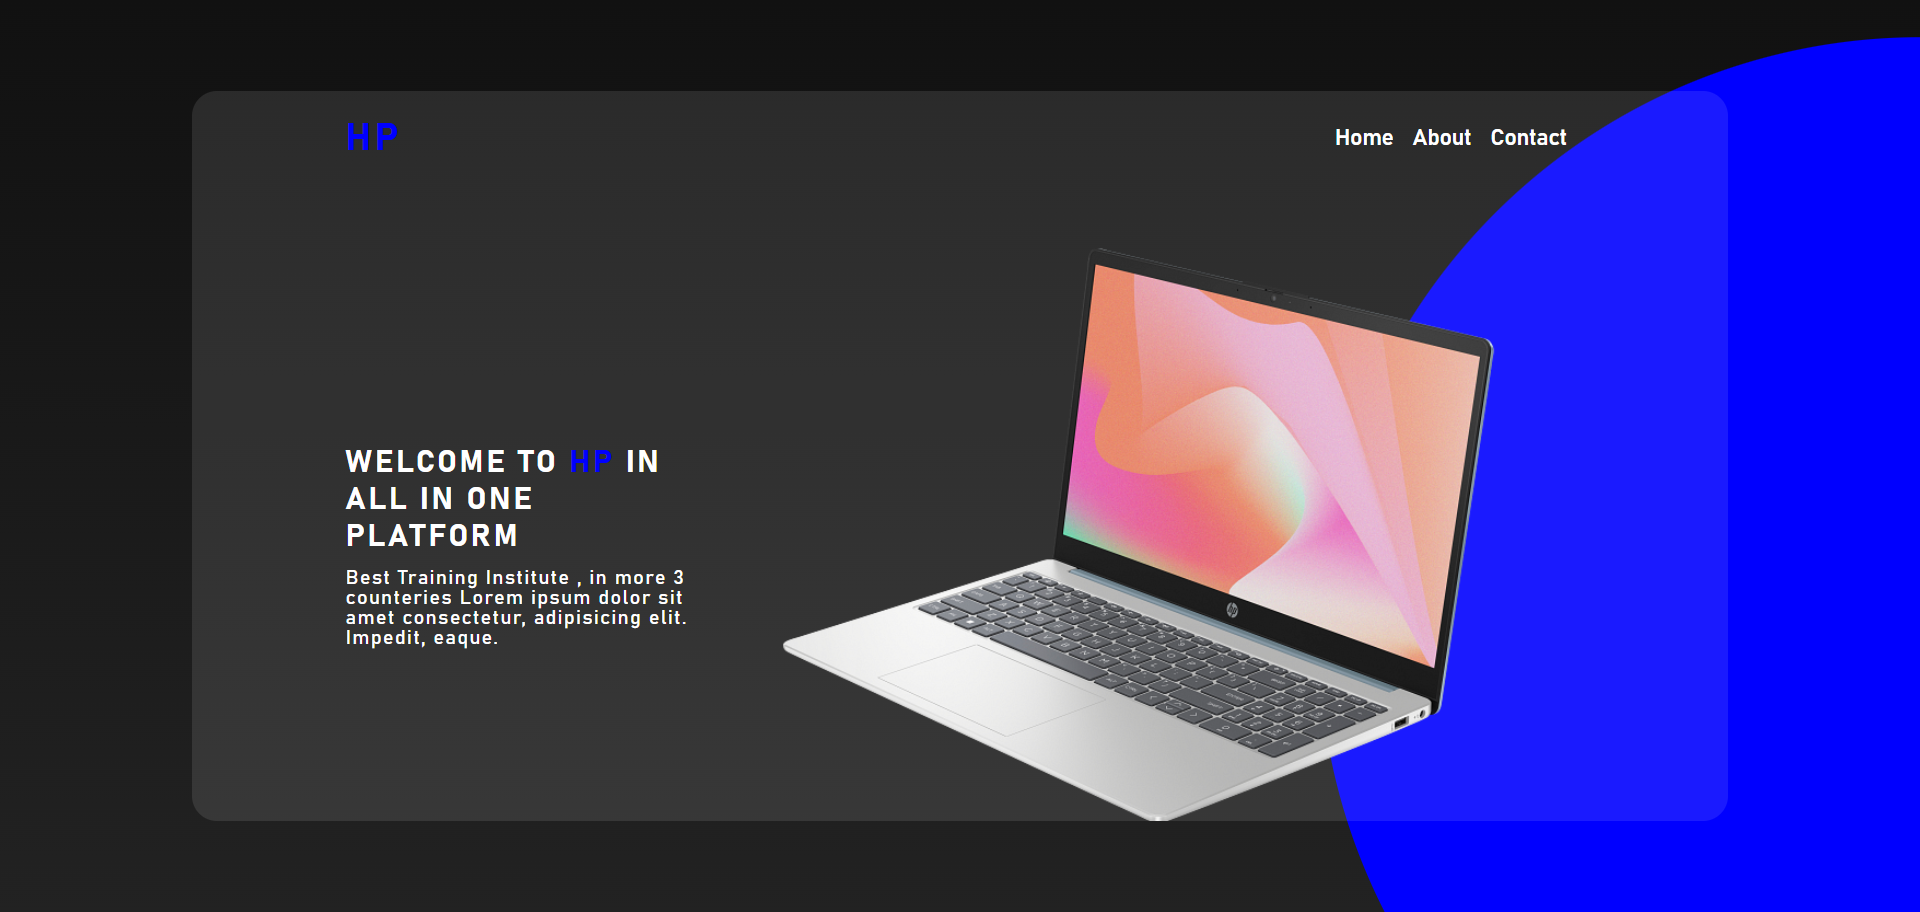 HP
Home About Contact
WELCOME TO HP IN
ALL IN ONE
PLATFORM
Best Training Institute , in more 3
counteries Lorem ipsum dolor sit
amet consectetur, adipisicing elit.
Impedit, eaque.
hp